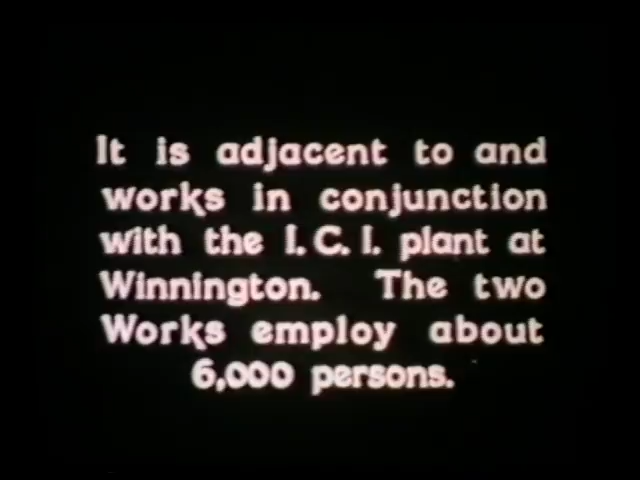 It is adjacent to and
works in conjunction
with the I.C.I. plant at
Winnington. The two
Works employ about
6,000 persons.